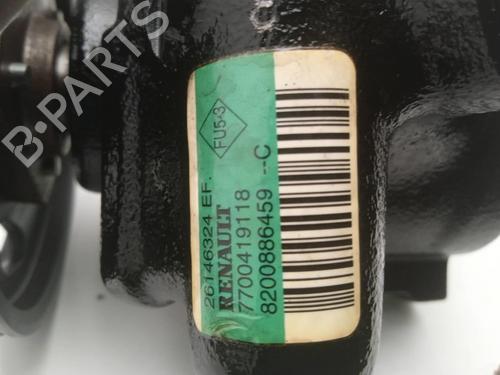 FU5-3
26146324 EF.
RENAULT
7700419118
8200886459 --C
B-PARTS